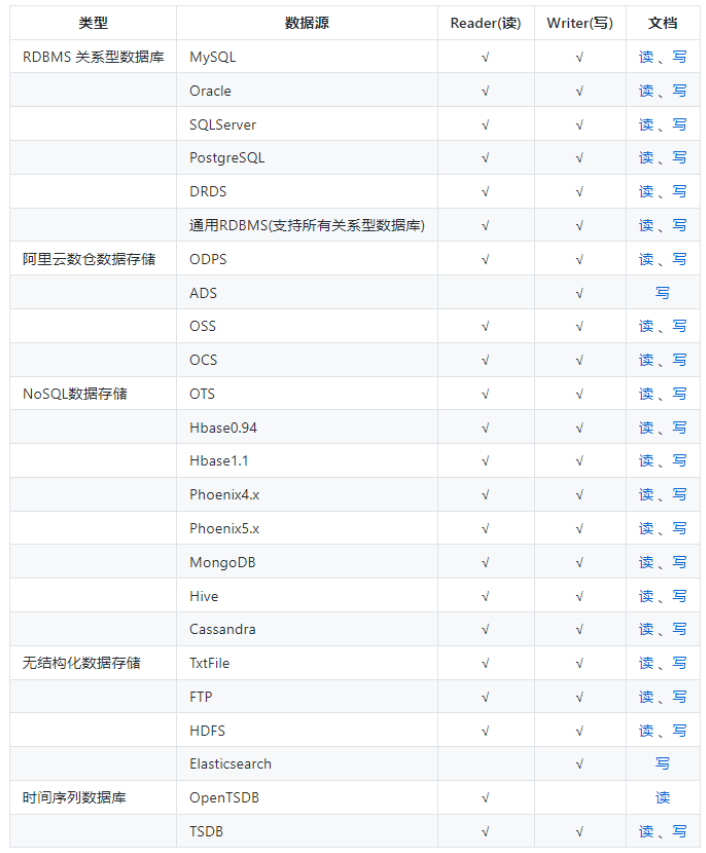 类型 数据源 Reader(读) Writer(写) 文档
RDBMS 关系型数据库 MySQL √ √ 读 、写
Oracle √ √ 读 、写
SQLServer √ √ 读 、写
PostgreSQL √ √ 读 、写
DRDS √ √ 读 、写
通用RDBMS(支持所有关系型数据库) √ √ 读 、写
阿里云数仓数据存储 ODPS √ √ 读 、写
ADS √ 写
OSS √ √ 读 、写
OCS √ √ 读 、写
NoSQL数据存储 OTS √ √ 读 、写
Hbase0.94 √ √ 读 、写
Hbase1.1 √ √ 读 、写
Phoenix4.x √ √ 读 、写
Phoenix5.x √ √ 读 、写
MongoDB √ √ 读 、写
Hive √ √ 读 、写
Cassandra √ √ 读 、写
无结构化数据存储 TxtFile √ √ 读 、写
FTP √ √ 读 、写
HDFS √ √ 读 、写
Elasticsearch √ 写
时间序列数据库 OpenTSDB √ 读
TSDB √ √ 读 、写